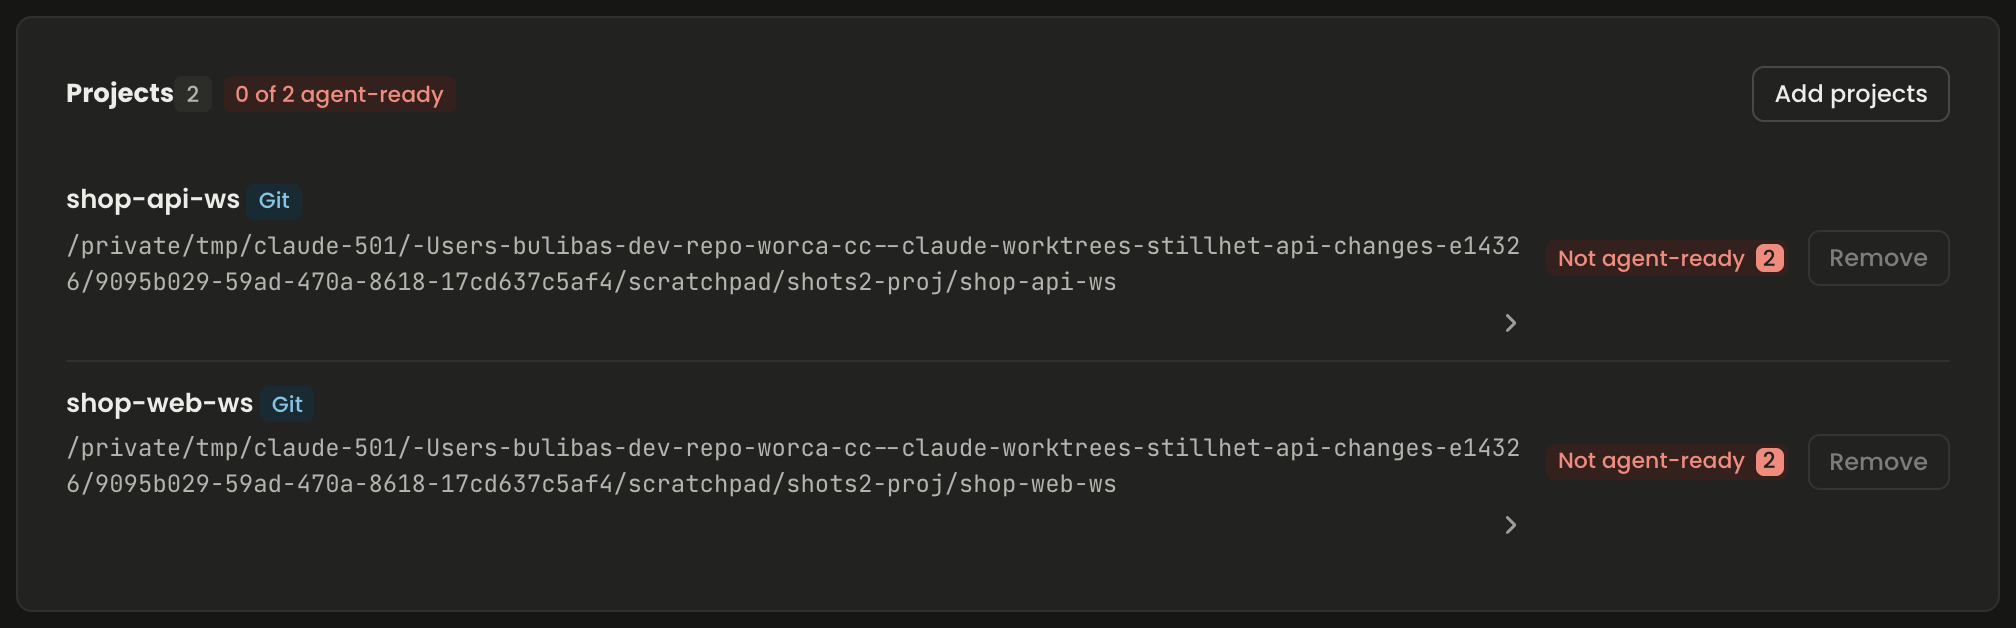 Projects 2 0 of 2 agent-ready Add projects
shop-api-ws Git
/private/tmp/claude-501/-Users-bulibas-dev-repo-worca-cc--claude-worktrees-stillhet-api-changes-e1432
6/9095b029-59ad-470a-8618-17cd637c5af4/scratchpad/shots2-proj/shop-api-ws
Not agent-ready 2 Remove
shop-web-ws Git
/private/tmp/claude-501/-Users-bulibas-dev-repo-worca-cc--claude-worktrees-stillhet-api-changes-e1432
6/9095b029-59ad-470a-8618-17cd637c5af4/scratchpad/shots2-proj/shop-web-ws
Not agent-ready 2 Remove